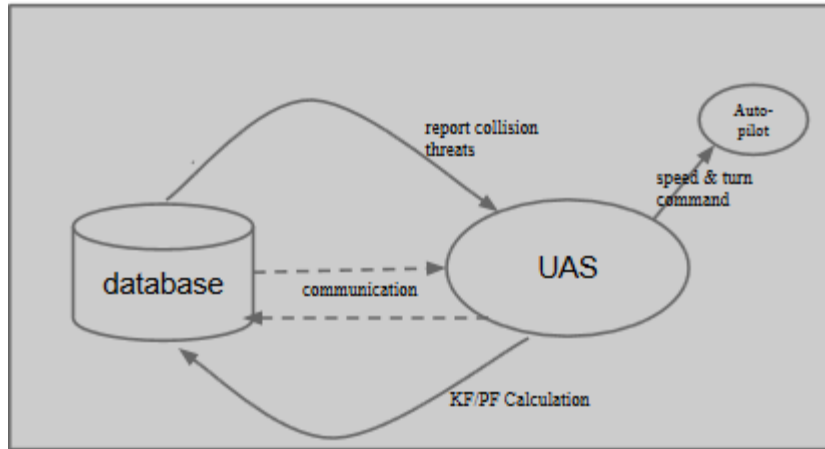 Auto-
pilot
report collision
threats
speed & turn
command
database
UAS
communication
KF/PF Calculation